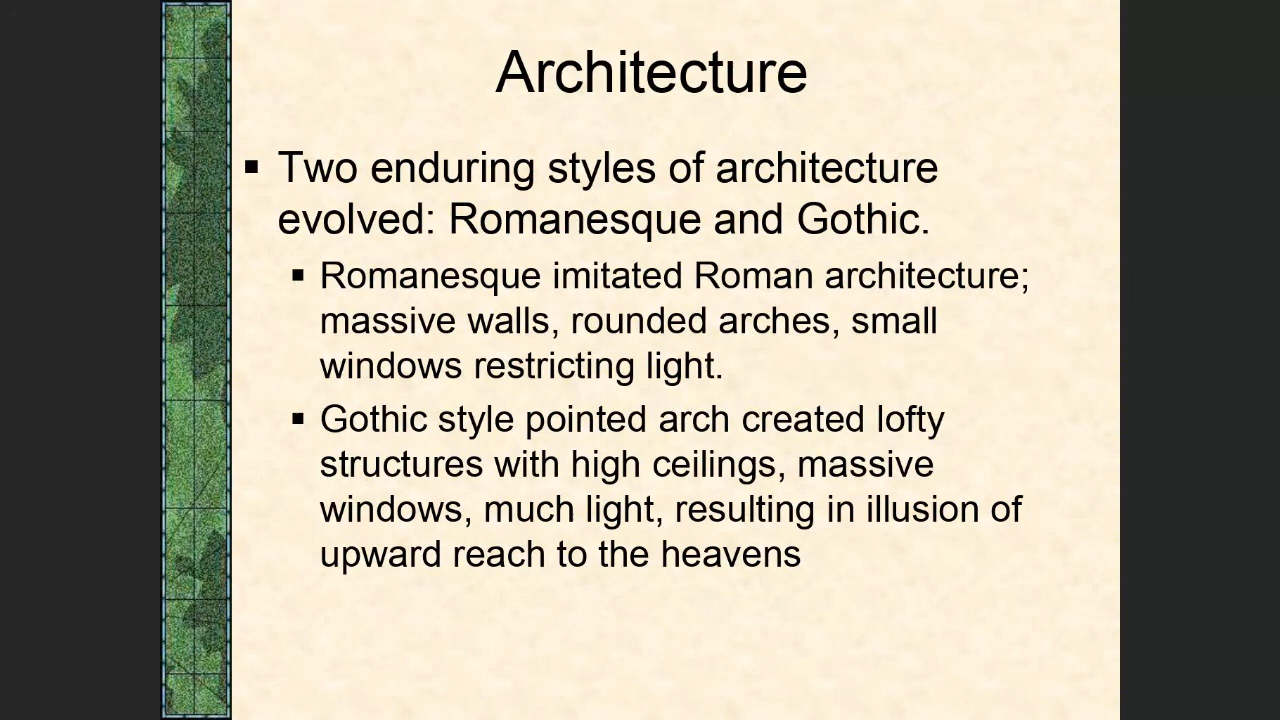 Architecture
▪ Two enduring styles of architecture
evolved: Romanesque and Gothic.
▪ Romanesque imitated Roman architecture;
massive walls, rounded arches, small
windows restricting light.
▪ Gothic style pointed arch created lofty
structures with high ceilings, massive
windows, much light, resulting in illusion of
upward reach to the heavens